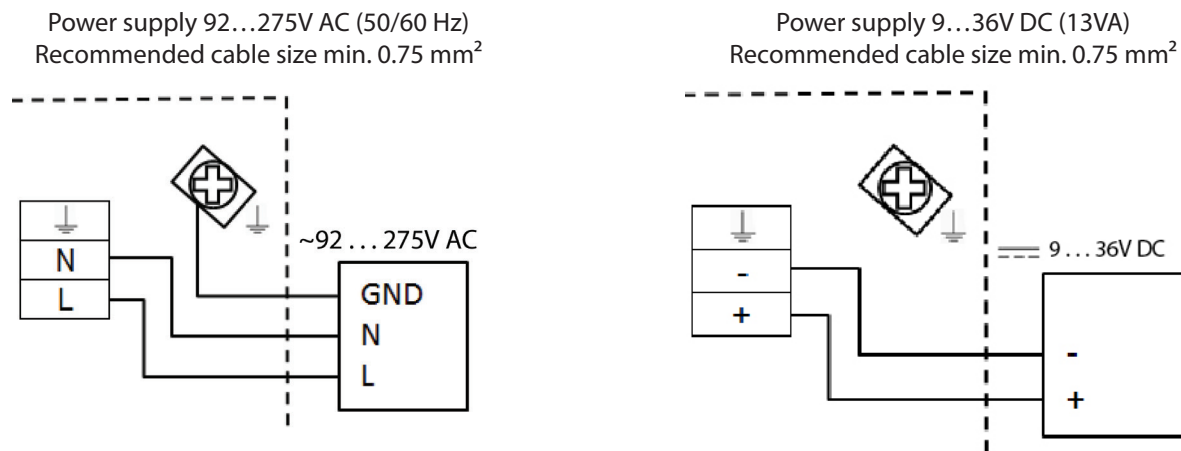 Power supply 92…275V AC (50/60 Hz)
Recommended cable size min. 0.75 mm²
N
L
~92 … 275V AC
GND
N
L
Power supply 9…36V DC (13VA)
Recommended cable size min. 0.75 mm²
-
+
9 … 36V DC
-
+